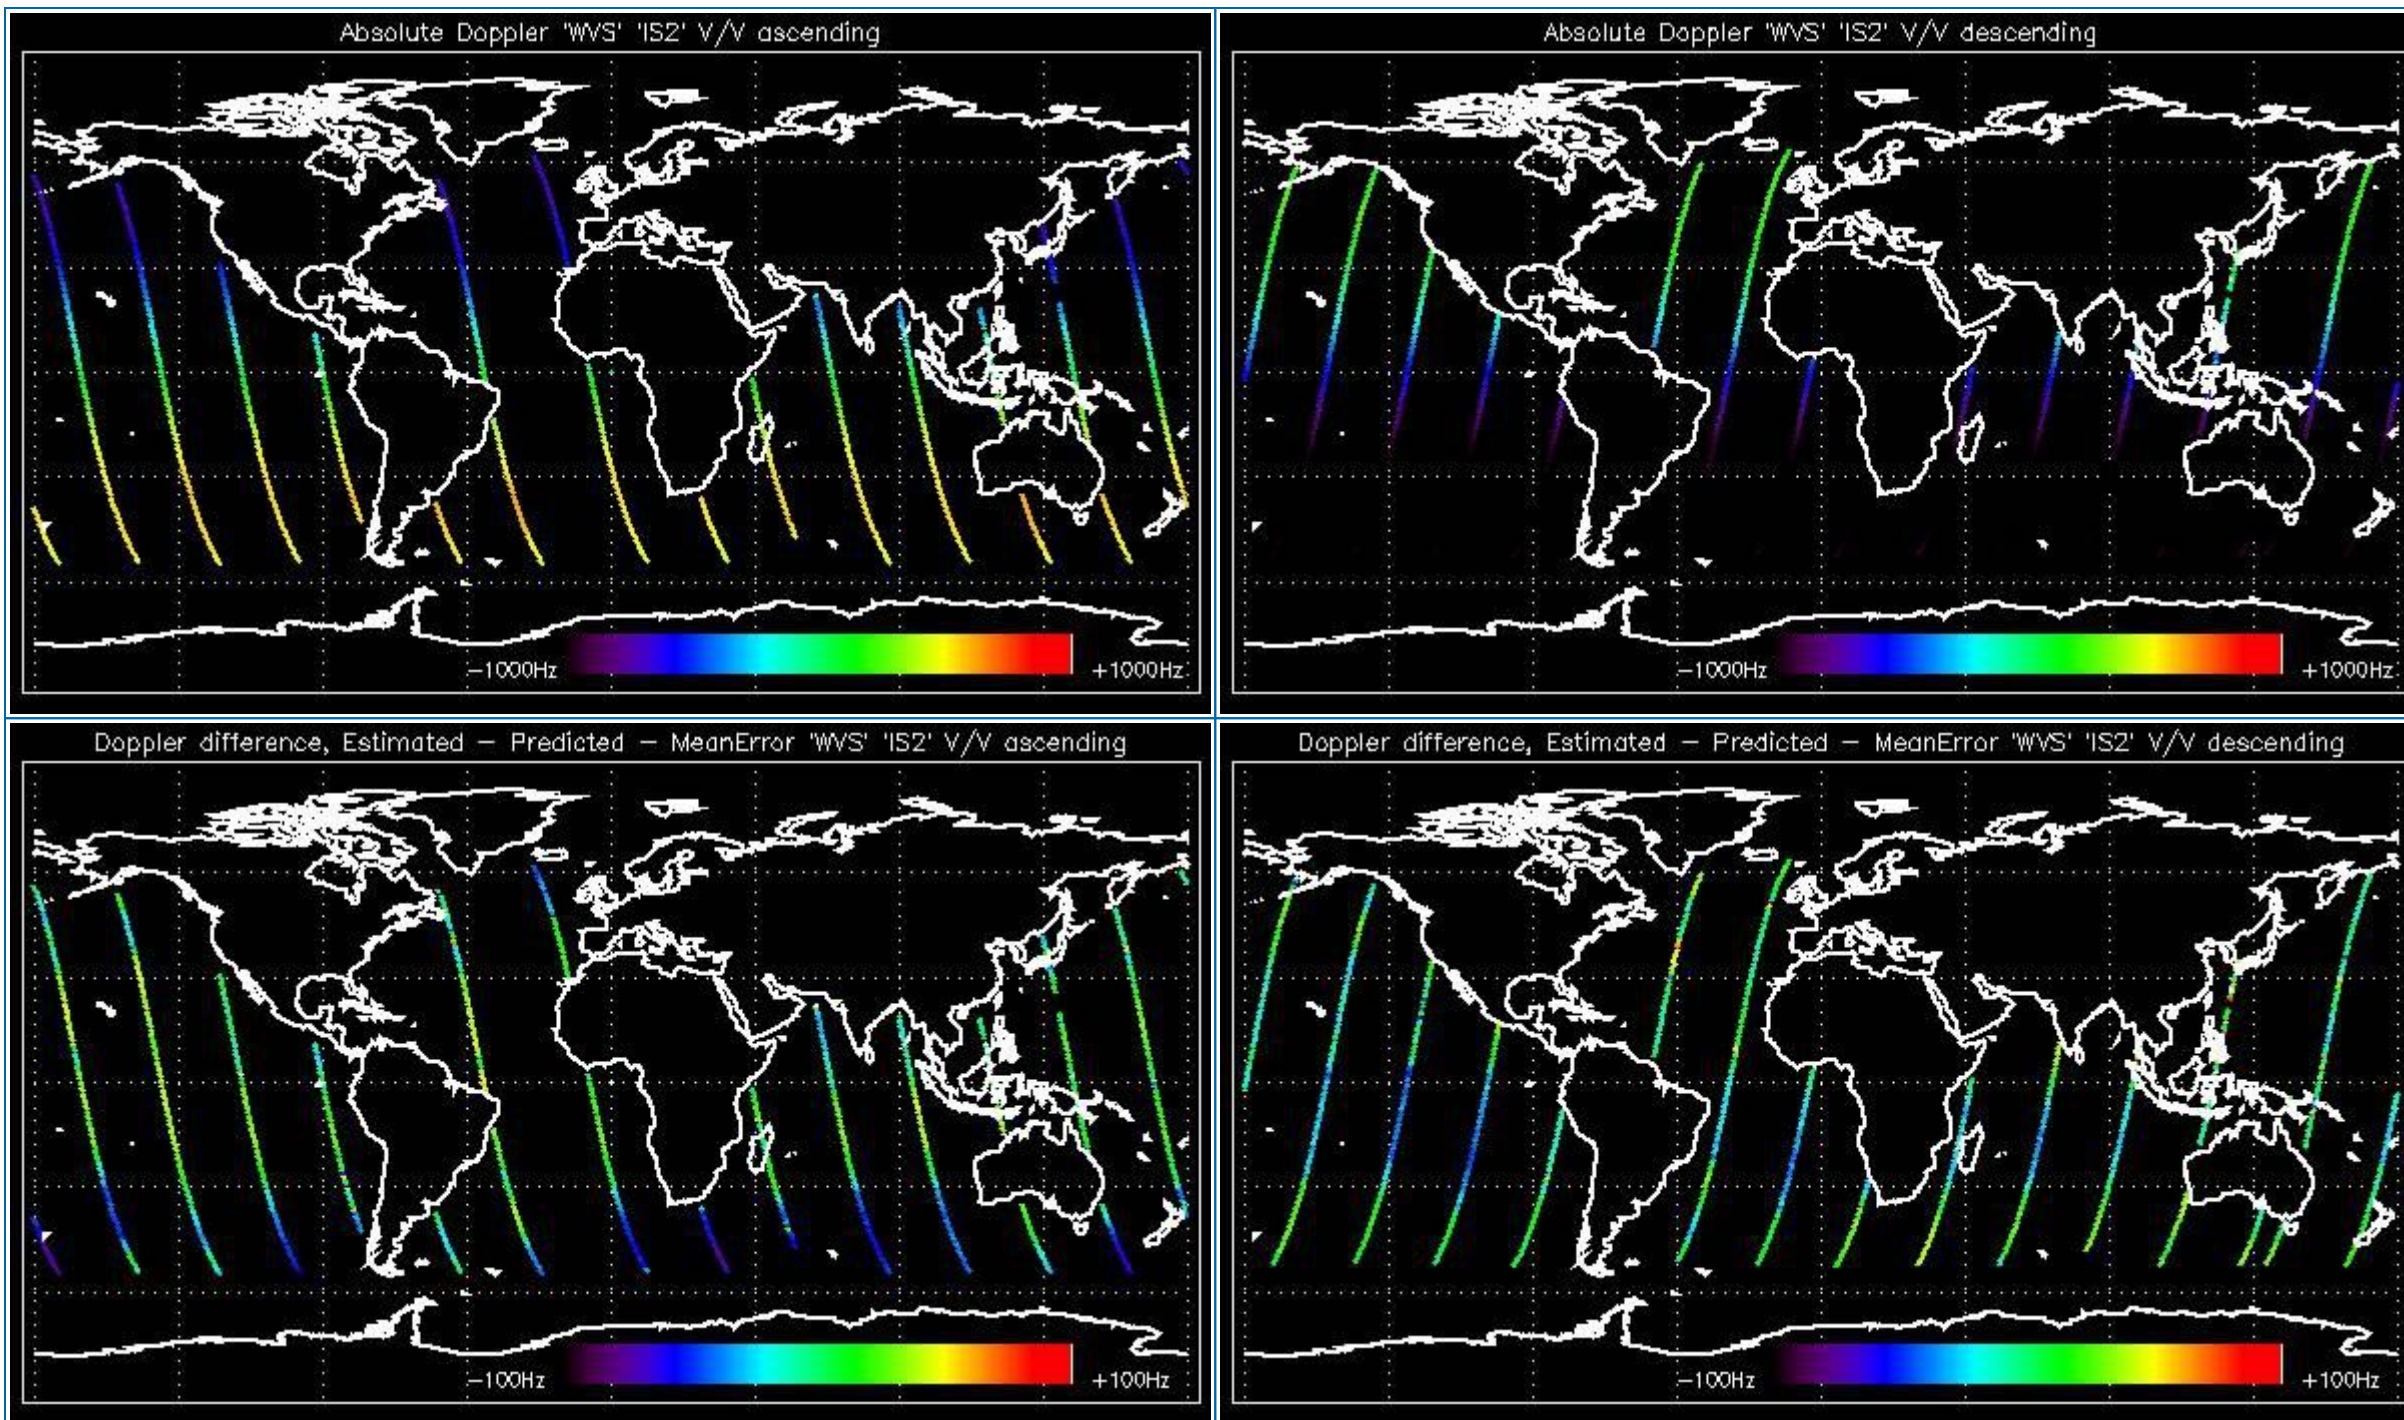 Absolute Doppler 'WVS' 'IS2' V/V ascending
-1000Hz
+1000Hz
Absolute Doppler 'WVS' 'IS2' V/V descending
-1000Hz
+1000Hz
Doppler difference, Estimated - Predicted - MeanError 'WVS' 'IS2' V/V ascending
-100Hz
+100Hz
Doppler difference, Estimated - Predicted - MeanError 'WVS' 'IS2' V/V descending
-100Hz
+100Hz